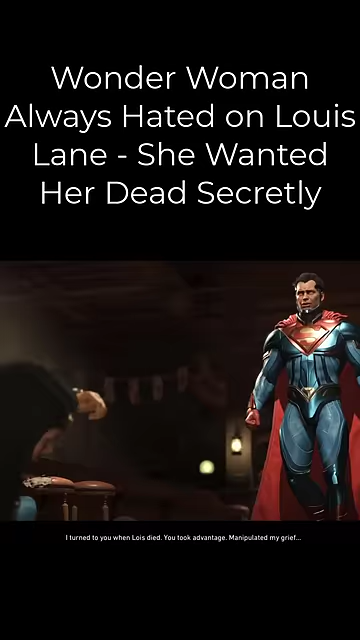 Wonder Woman
Always Hated on Louis
Lane - She Wanted
Her Dead Secretly
I turned to you when Lois died. You took advantage. Manipulated my grief...